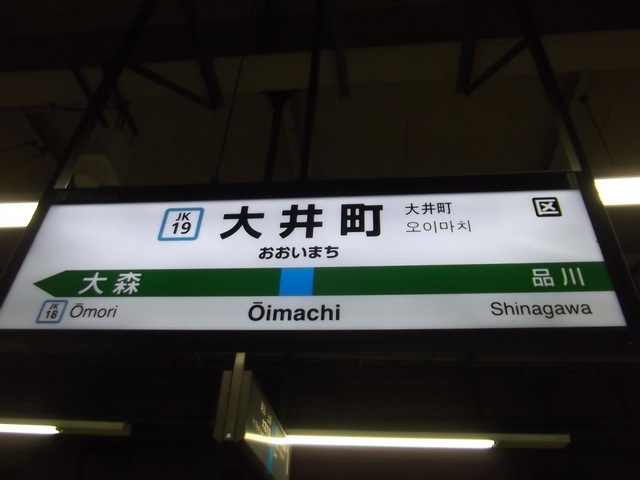 JK
19
大井町
大井町
오이마치
区
おおいまち
大森
品川
JK
18
Ōmori
Ōimachi
Shinagawa